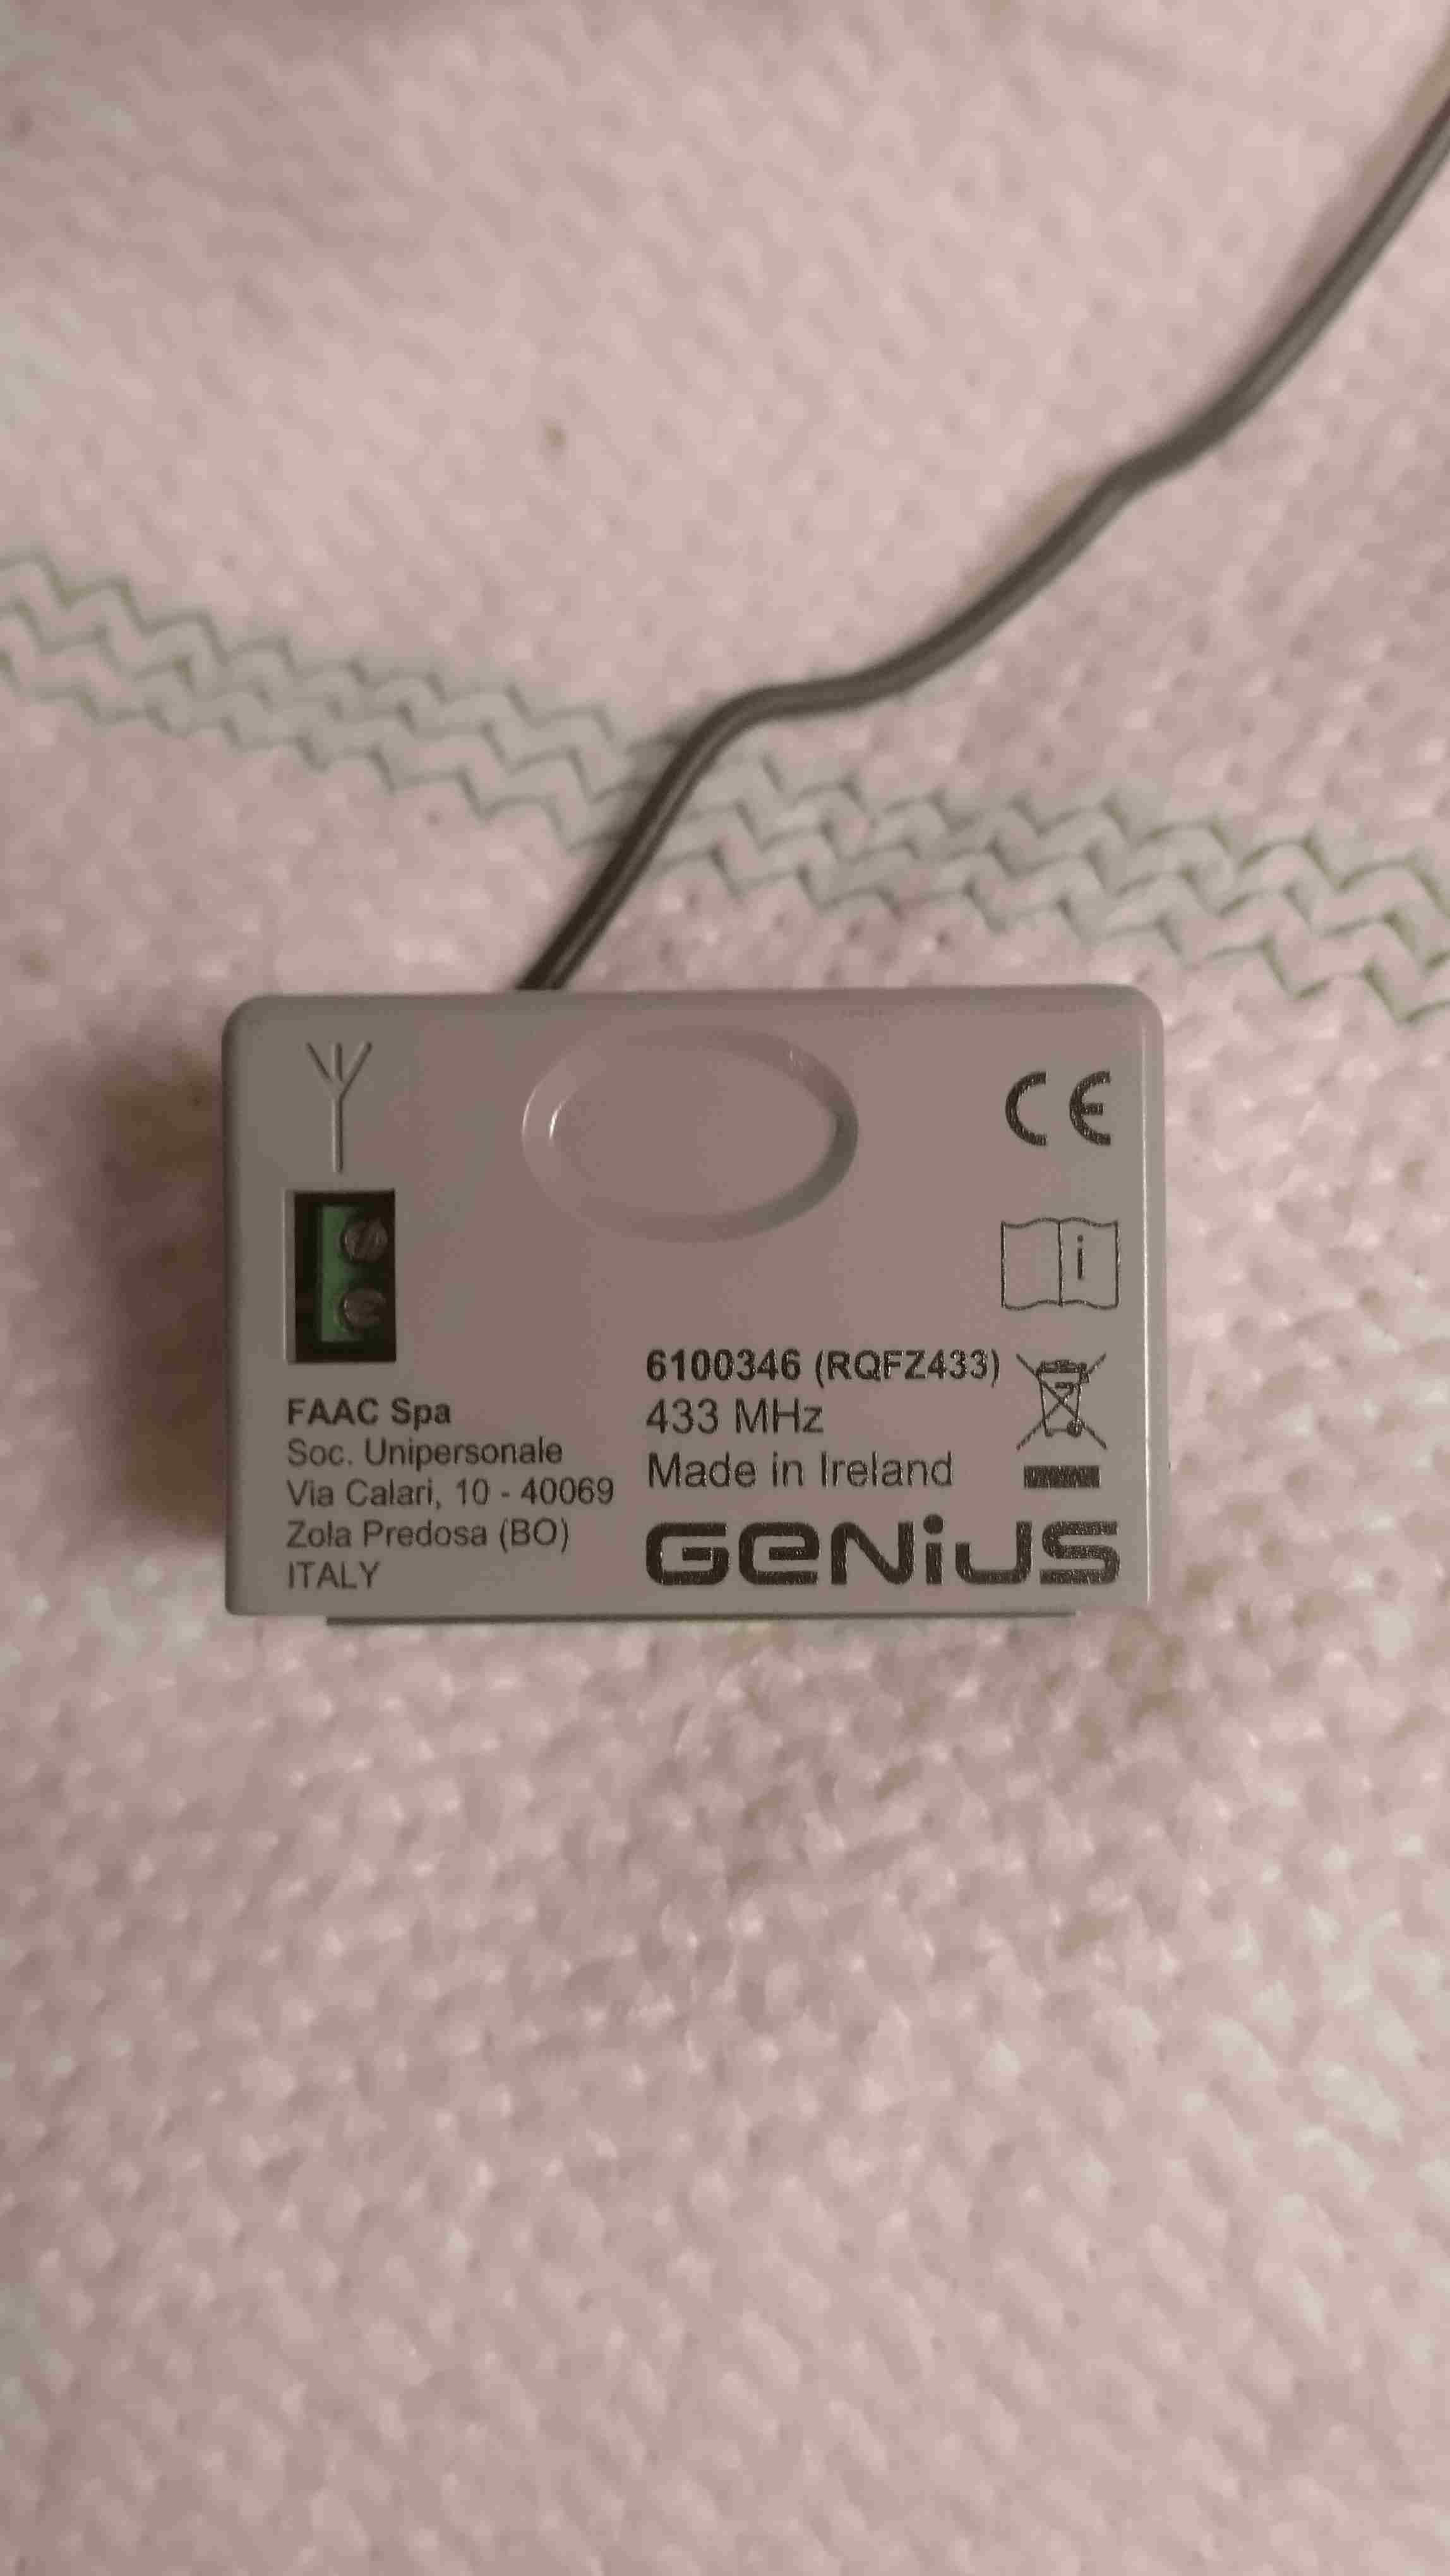 CE
i
6100346 (RQFZ433)
433 MHz
Made in Ireland
GENiUS
FAAC Spa
Soc. Unipersonale
Via Calari, 10 - 40069
Zola Predosa (BO)
ITALY